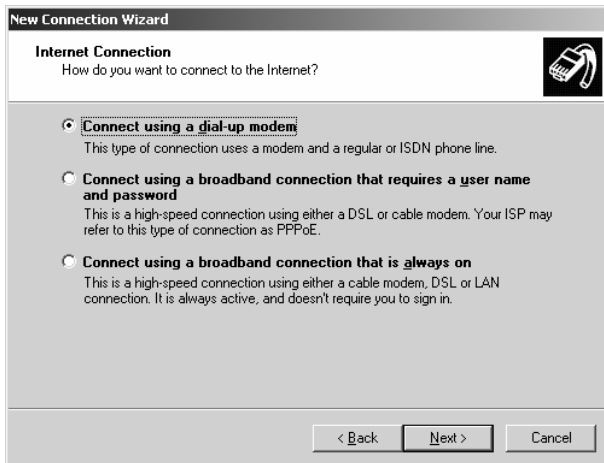 New Connection Wizard
Internet Connection
How do you want to connect to the Internet?
Connect using a dial-up modem
This type of connection uses a modem and a regular or ISDN phone line.
Connect using a broadband connection that requires a user name
and password
This is a high-speed connection using either a DSL or cable modem. Your ISP may
refer to this type of connection as PPPoE.
Connect using a broadband connection that is always on
This is a high-speed connection using either a cable modem, DSL or LAN
connection. It is always active, and doesn't require you to sign in.
< Back
Next >
Cancel